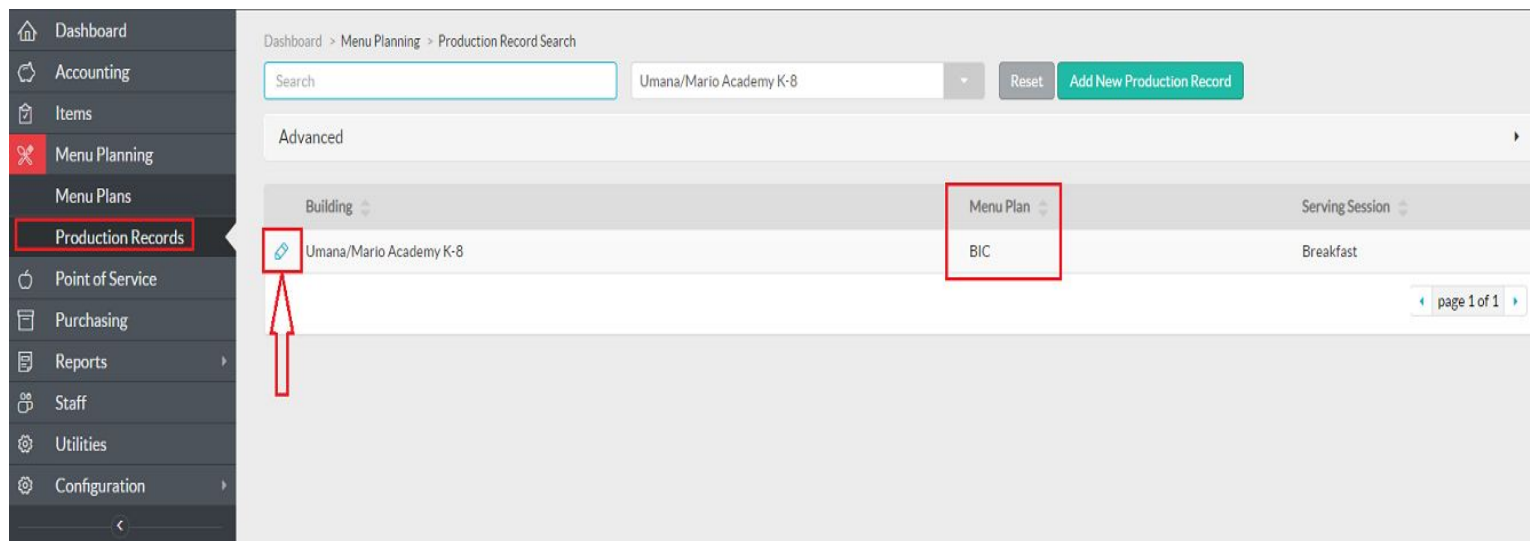 Dashboard
Accounting
Items
Menu Planning
Menu Plans
Production Records
Point of Service
Purchasing
Reports
Staff
Utilities
Configuration
Dashboard > Menu Planning > Production Record Search
Search Umana/Mario Academy K-8 Reset Add New Production Record
Advanced
Building Menu Plan Serving Session
Umana/Mario Academy K-8 BIC Breakfast
page 1 of 1